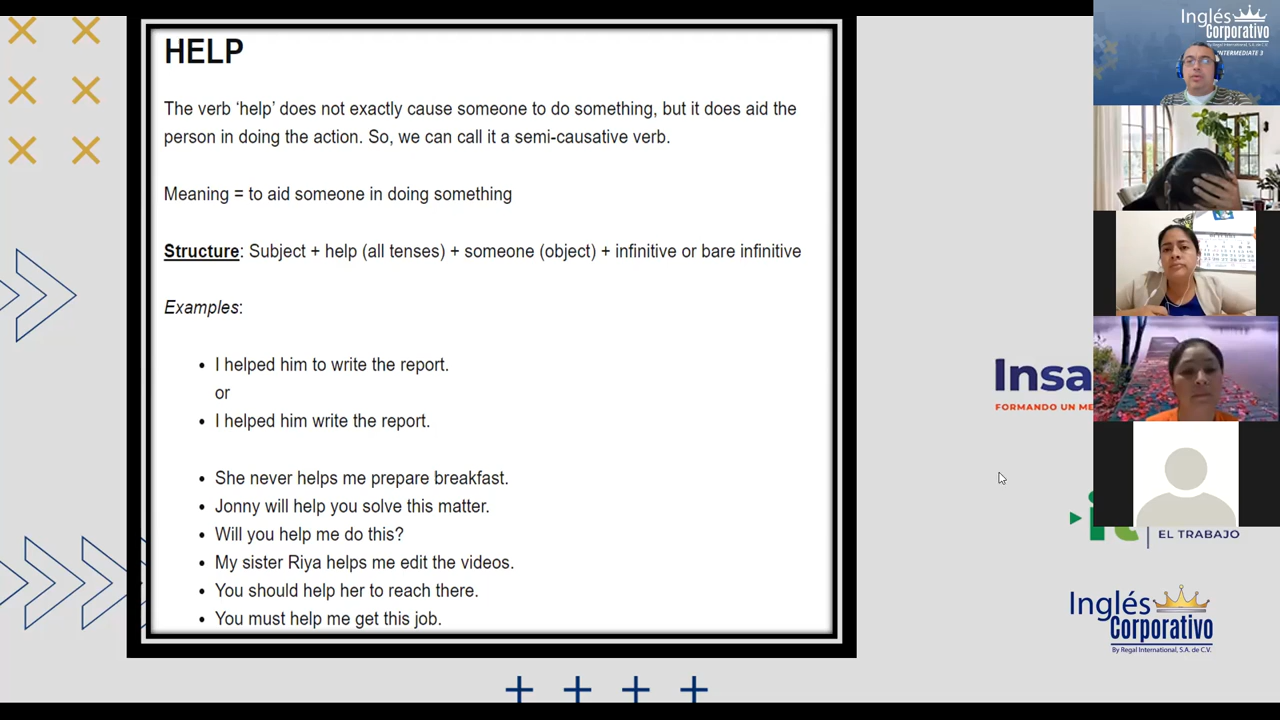 HELP
The verb ‘help’ does not exactly cause someone to do something, but it does aid the
person in doing the action. So, we can call it a semi-causative verb.
Meaning = to aid someone in doing something
Structure: Subject + help (all tenses) + someone (object) + infinitive or bare infinitive
Examples:
• I helped him to write the report.
or
• I helped him write the report.
• She never helps me prepare breakfast.
• Jonny will help you solve this matter.
• Will you help me do this?
• My sister Riya helps me edit the videos.
• You should help her to reach there.
• You must help me get this job.
Inglés
Corporativo
By Regal International, S.A. de C.V.
INTERMEDIATE 3
Insa
FORMANDO UN ME
EL TRABAJO
Inglés
Corporativo
By Regal International, S.A. de C.V.